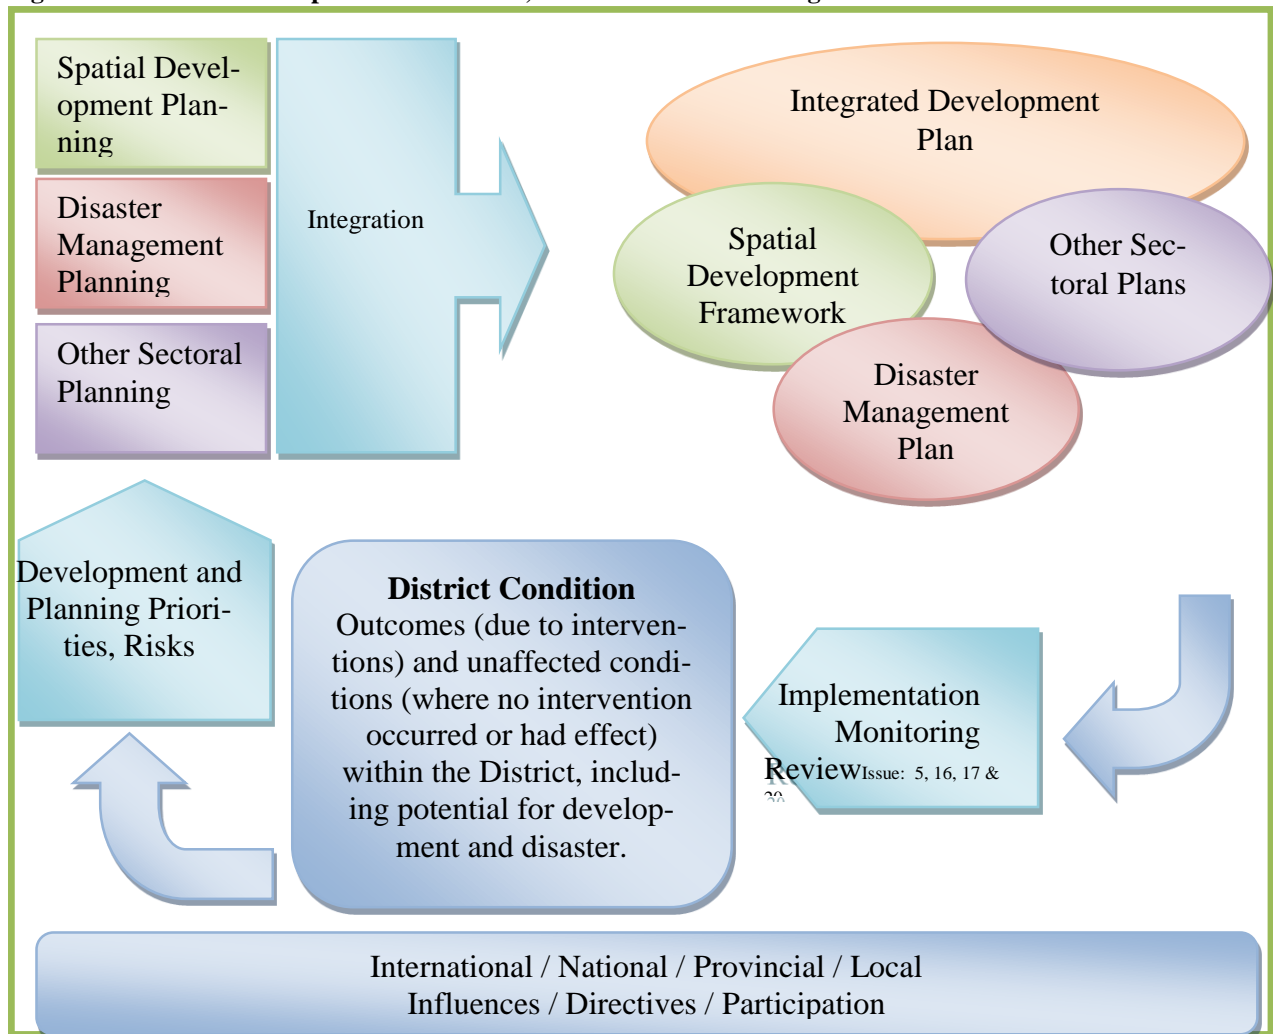 Spatial Devel-
opment Plan-
ning
Disaster
Management
Planning
Other Sectoral
Planning
Integration
Integrated Development
Plan
Spatial
Development
Framework
Other Sec-
toral Plans
Disaster
Management
Plan
Development and
Planning Priori-
ties, Risks
District Condition
Outcomes (due to interven-
tions) and unaffected condi-
tions (where no intervention
occurred or had effect)
within the District, includ-
ing potential for develop-
ment and disaster.
Implementation
Monitoring
Review Issue: 5, 16, 17 &
20
International / National / Provincial / Local
Influences / Directives / Participation